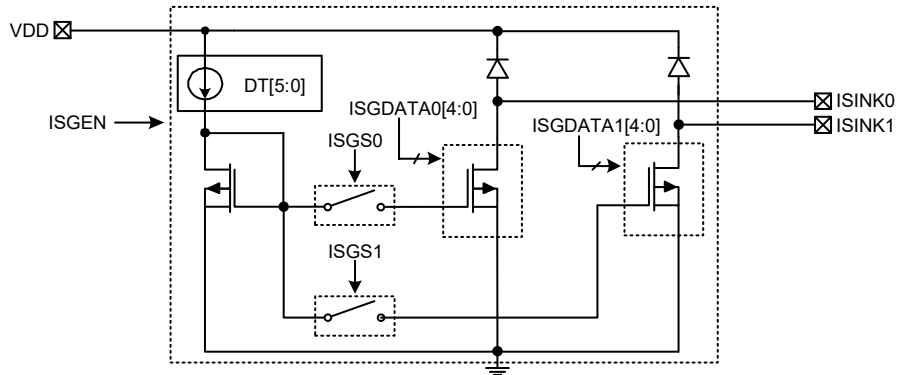 VDD
DT[5:0]
ISGEN
ISGDATA0[4:0]
ISINK0
ISGDATA1[4:0]
ISINK1
ISGS0
ISGS1